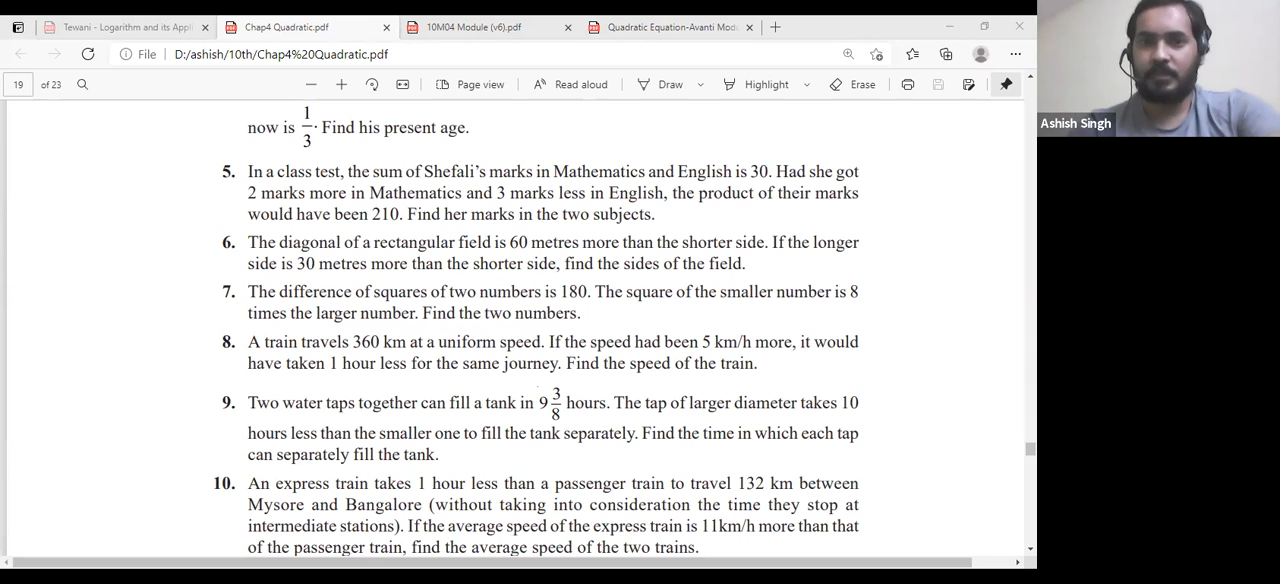 Tewani - Logarithm and its Appli
Chap4 Quadratic.pdf
10M04 Module (v6).pdf
Quadratic Equation-Avanti Mod
File D:/ashish/10th/Chap4%20Quadratic.pdf
19 of 23 Page view Read aloud Draw Highlight Erase
Ashish Singh
now is 1/3. Find his present age.
5. In a class test, the sum of Shefali's marks in Mathematics and English is 30. Had she got
2 marks more in Mathematics and 3 marks less in English, the product of their marks
would have been 210. Find her marks in the two subjects.
6. The diagonal of a rectangular field is 60 metres more than the shorter side. If the longer
side is 30 metres more than the shorter side, find the sides of the field.
7. The difference of squares of two numbers is 180. The square of the smaller number is 8
times the larger number. Find the two numbers.
8. A train travels 360 km at a uniform speed. If the speed had been 5 km/h more, it would
have taken 1 hour less for the same journey. Find the speed of the train.
9. Two water taps together can fill a tank in 9 3/8 hours. The tap of larger diameter takes 10
hours less than the smaller one to fill the tank separately. Find the time in which each tap
can separately fill the tank.
10. An express train takes 1 hour less than a passenger train to travel 132 km between
Mysore and Bangalore (without taking into consideration the time they stop at
intermediate stations). If the average speed of the express train is 11km/h more than that
of the passenger train, find the average speed of the two trains.